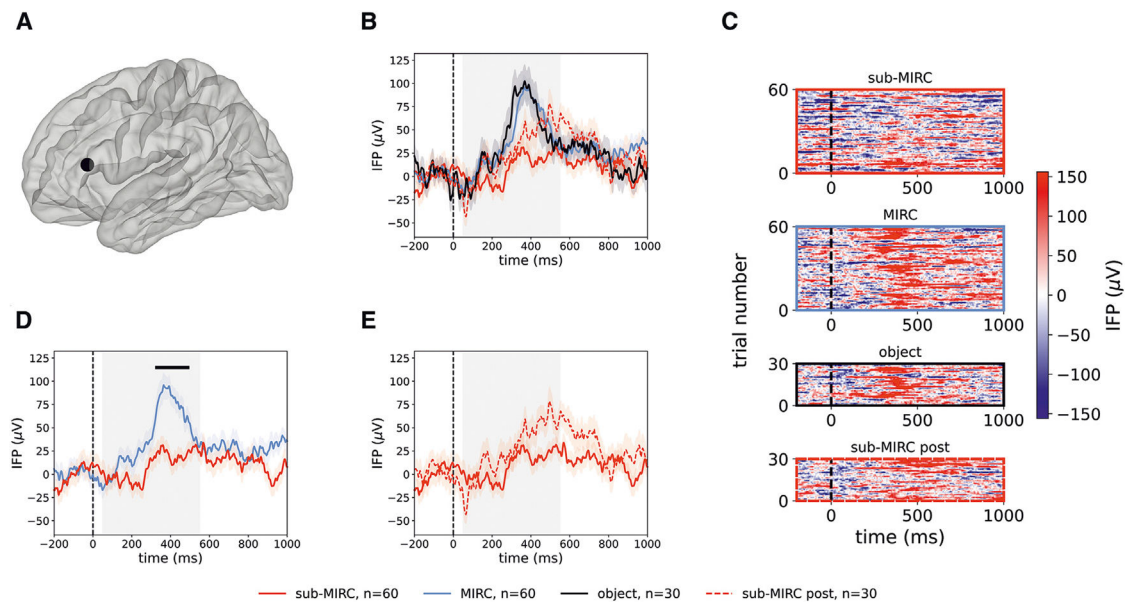 A
B
C
IFP (μV)
125
100
75
50
25
0
−25
−50
−200 0 200 400 600 800 1000
time (ms)
sub-MIRC
60
0
0 500 1000
MIRC
60
0
0 500 1000
object
30
0
0 500 1000
sub-MIRC post
30
0
0 500 1000
trial number
time (ms)
150
100
50
0
−50
−100
−150
IFP (μV)
D
E
IFP (μV)
125
100
75
50
25
0
−25
−50
−200 0 200 400 600 800 1000
time (ms)
IFP (μV)
125
100
75
50
25
0
−25
−50
−200 0 200 400 600 800 1000
time (ms)
sub-MIRC, n=60 MIRC, n=60 object, n=30 sub-MIRC post, n=30